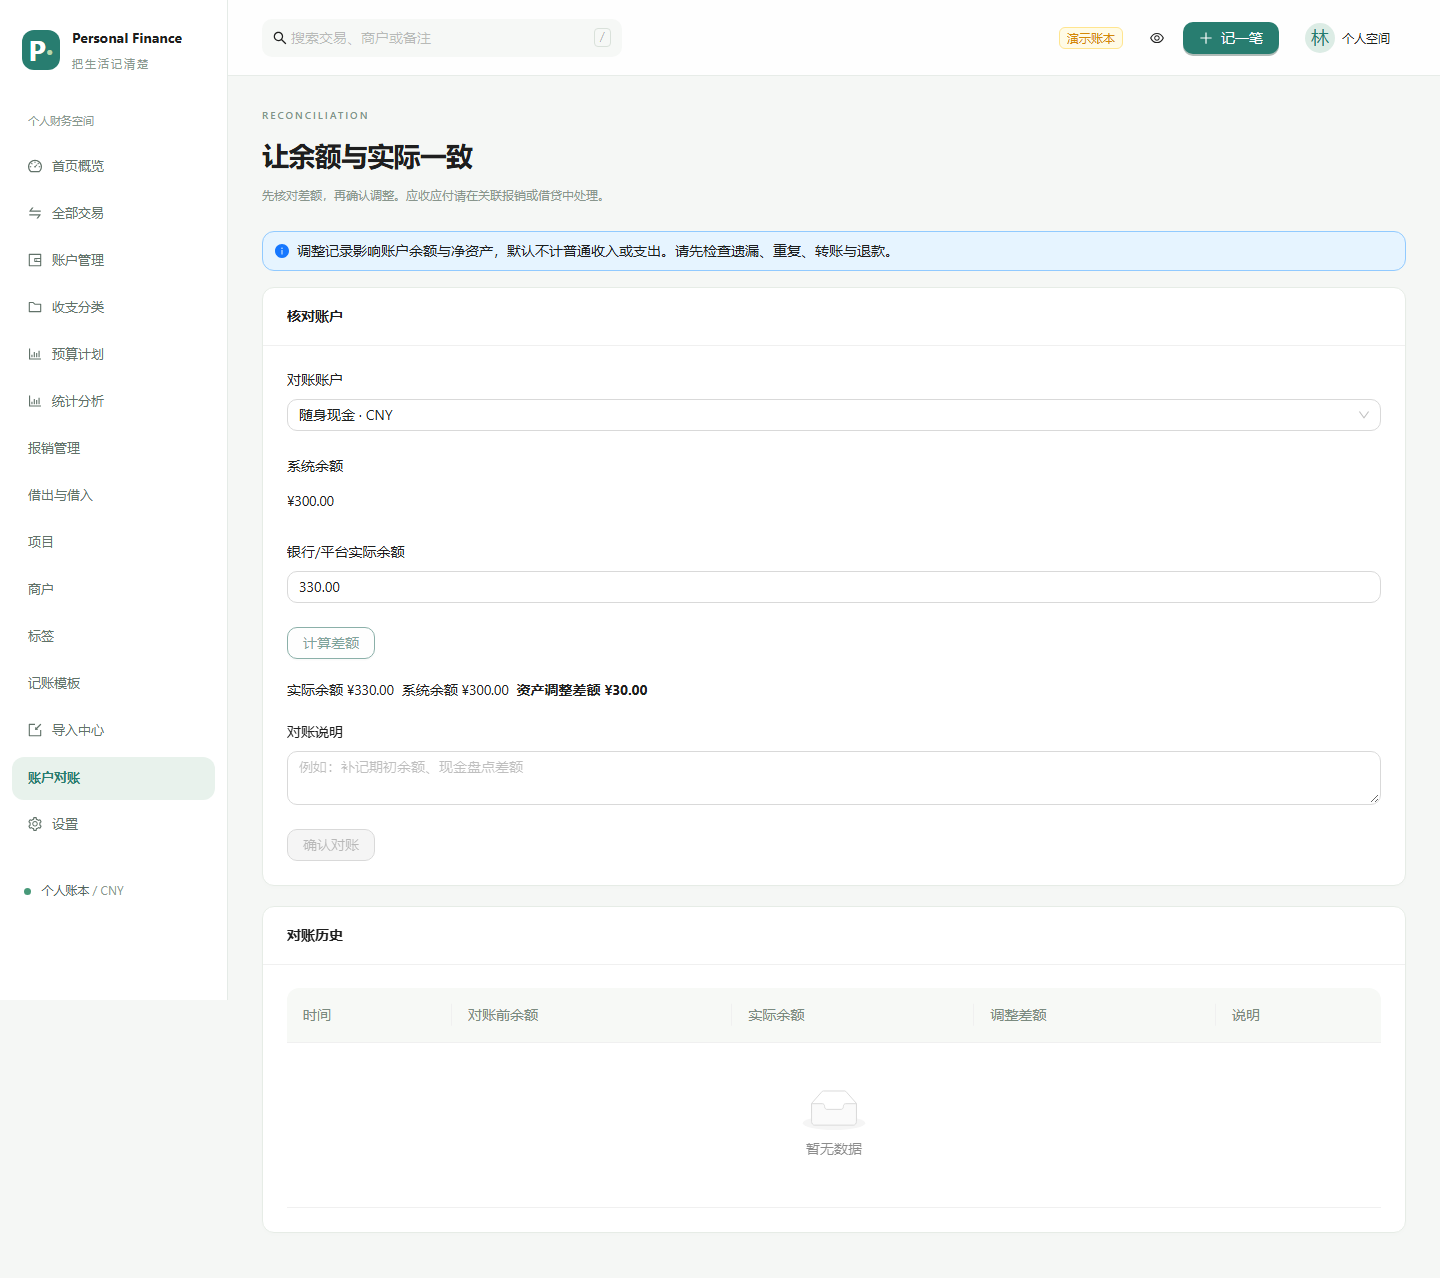 P
Personal Finance
把生活记清楚
搜索交易、商户或备注
/
演示账本
记一笔
林
个人空间
个人财务空间
首页概览
全部交易
账户管理
收支分类
预算计划
统计分析
报销管理
借出与借入
项目
商户
标签
记账模板
导入中心
账户对账
设置
个人账本 / CNY
RECONCILIATION
让余额与实际一致
先核对差额，再确认调整。应收应付请在关联报销或借贷中处理。
调整记录影响账户余额与净资产，默认不计普通收入或支出。请先检查遗漏、重复、转账与退款。
核对账户
对账账户
随身现金 · CNY
系统余额
¥300.00
银行/平台实际余额
330.00
计算差额
实际余额 ¥330.00 系统余额 ¥300.00 资产调整差额 ¥30.00
对账说明
例如：补记期初余额、现金盘点差额
确认对账
对账历史
时间 对账前余额 实际余额 调整差额 说明
暂无数据